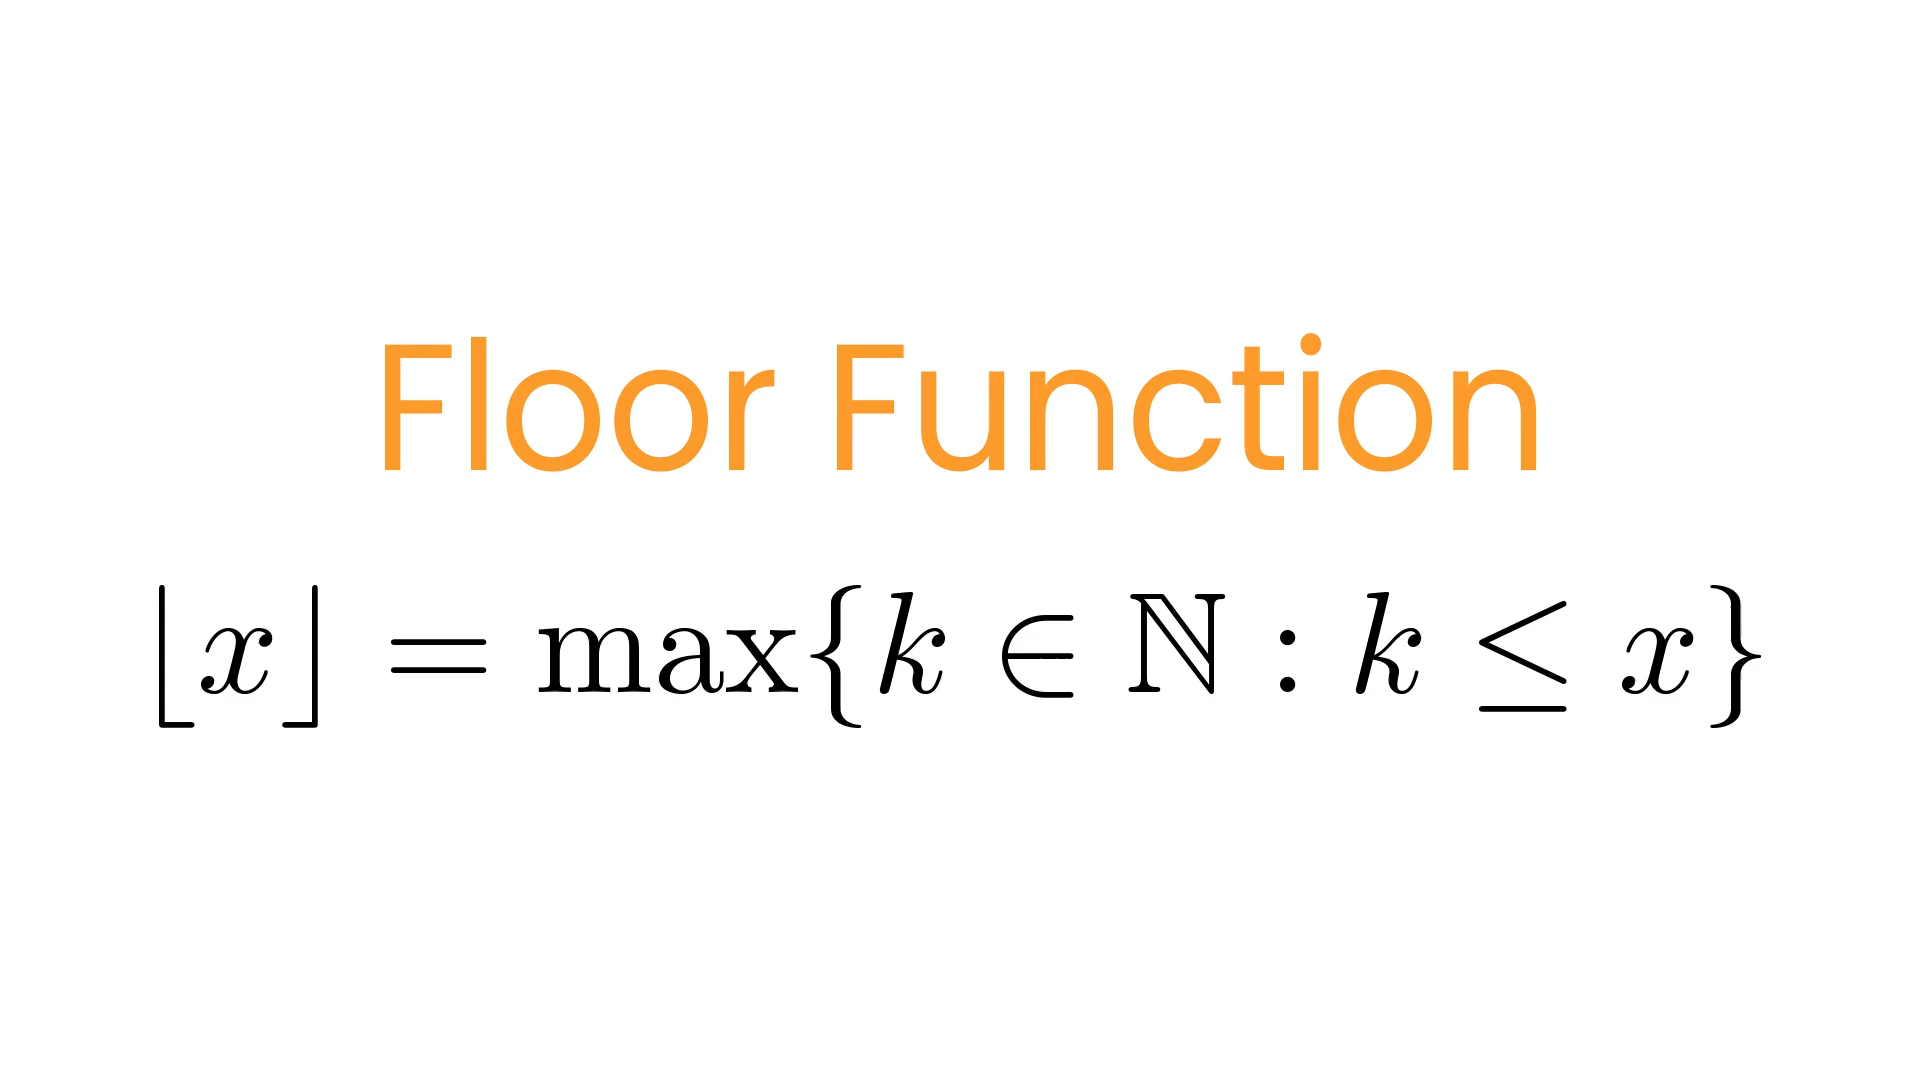 Floor Function
⌊x⌋ = max{k ∈ ℕ : k ≤ x}